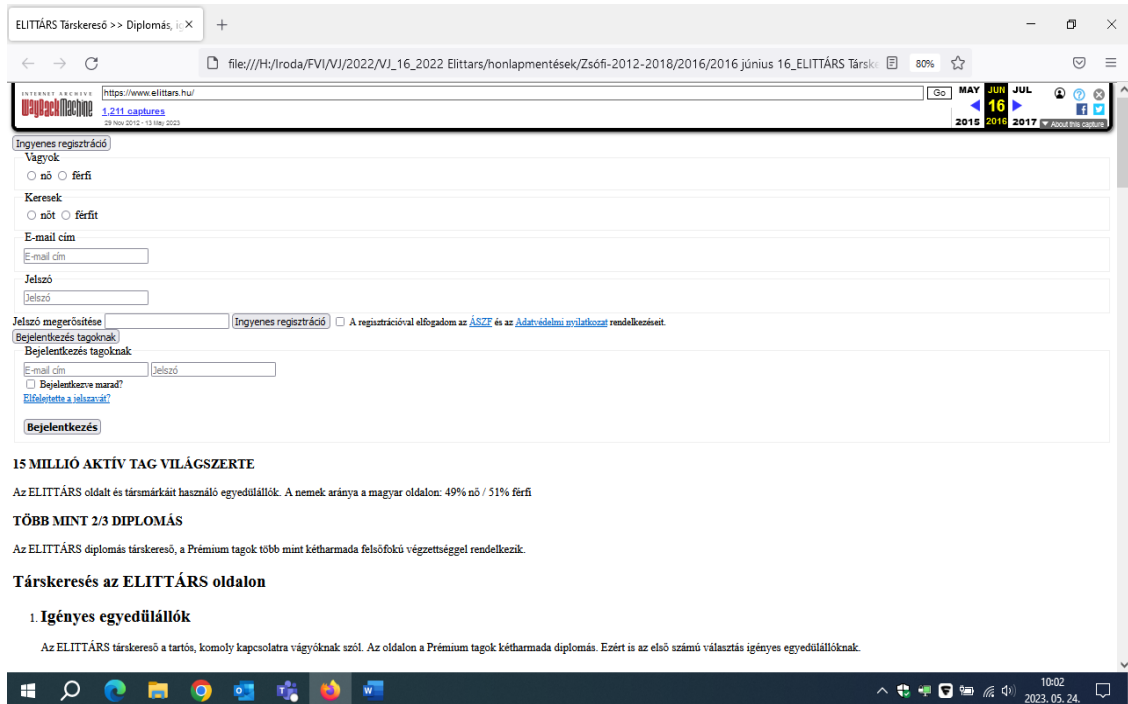 ELITTÁRS Társkereső >> Diplomás, ig
file:///H:/Iroda/FVI/VJ/2022/VJ_16_2022 Elittars/honlapmentések/Zsófi-2012-2018/2016/2016 június 16_ELITTÁRS Társke
80%
INTERNET ARCHIVE
WayBackMachine
https://www.elittars.hu/
Go
1,211 captures
29 Nov 2012 - 13 May 2023
MAY JUN JUL
16
2015 2016 2017
About this capture
Ingyenes regisztráció
Vagyok
nő férfi
Keresek
nőt férfit
E-mail cím
E-mail cím
Jelszó
Jelszó
Jelszó megerősítése Ingyenes regisztráció A regisztrációval elfogadom az ÁSZF és az Adatvédelmi nyilatkozat rendelkezéseit.
Bejelentkezés tagoknak
Bejelentkezés tagoknak
E-mail cím Jelszó
Bejelentkezve marad?
Elfelejtette a jelszavát?
Bejelentkezés
15 MILLIÓ AKTÍV TAG VILÁGSZERTE
Az ELITTÁRS oldalt és társmárkáit használó egyedülállók. A nemek aránya a magyar oldalon: 49% nő / 51% férfi
TÖBB MINT 2/3 DIPLOMÁS
Az ELITTÁRS diplomás társkereső, a Prémium tagok több mint kétharmada felsőfokú végzettséggel rendelkezik.
Társkeresés az ELITTÁRS oldalon
1. Igényes egyedülállók
Az ELITTÁRS társkereső a tartós, komoly kapcsolatra vágyóknak szól. Az oldalon a Prémium tagok kétharmada diplomás. Ezért is az első számú választás igényes egyedülállóknak.
10:02
2023. 05. 24.